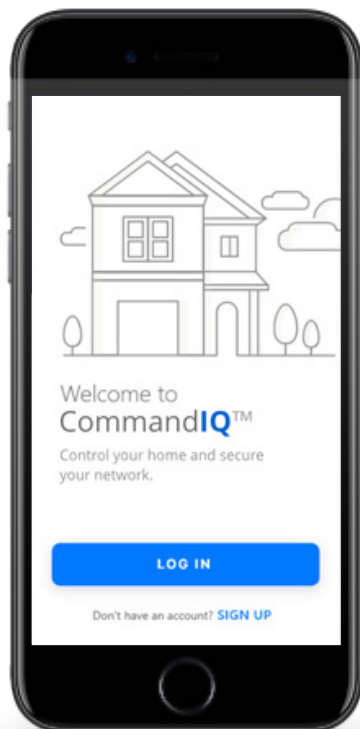 Welcome to
CommandIQ™
Control your home and secure
your network.
LOG IN
Don't have an account? SIGN UP